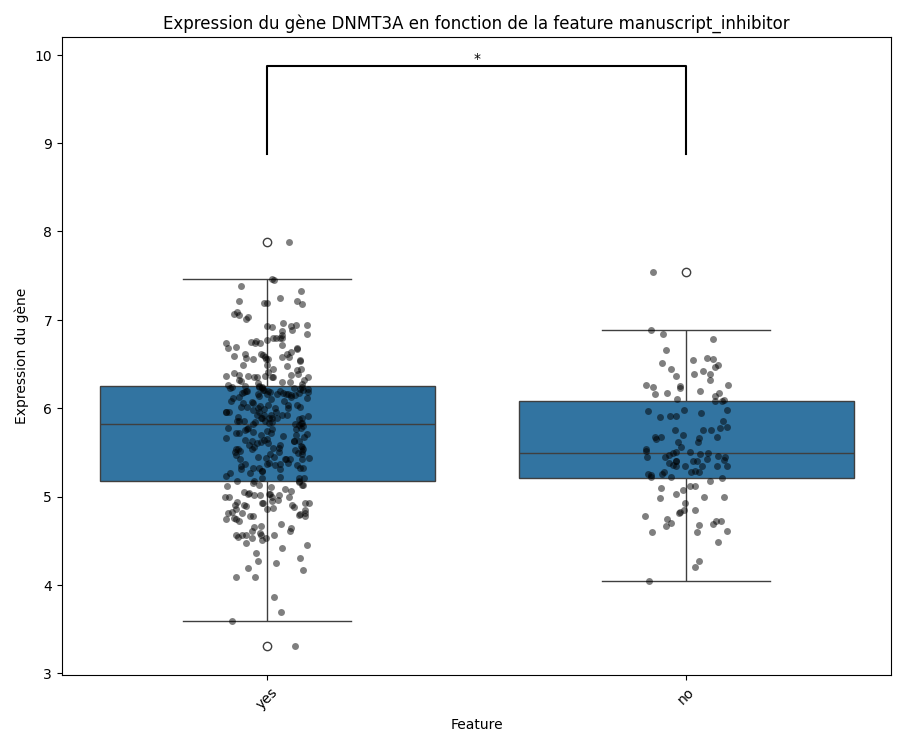 Expression du gène DNMT3A en fonction de la feature manuscript_inhibitor
*
10
9
8
7
6
5
4
3
Expression du gène
yes
no
Feature